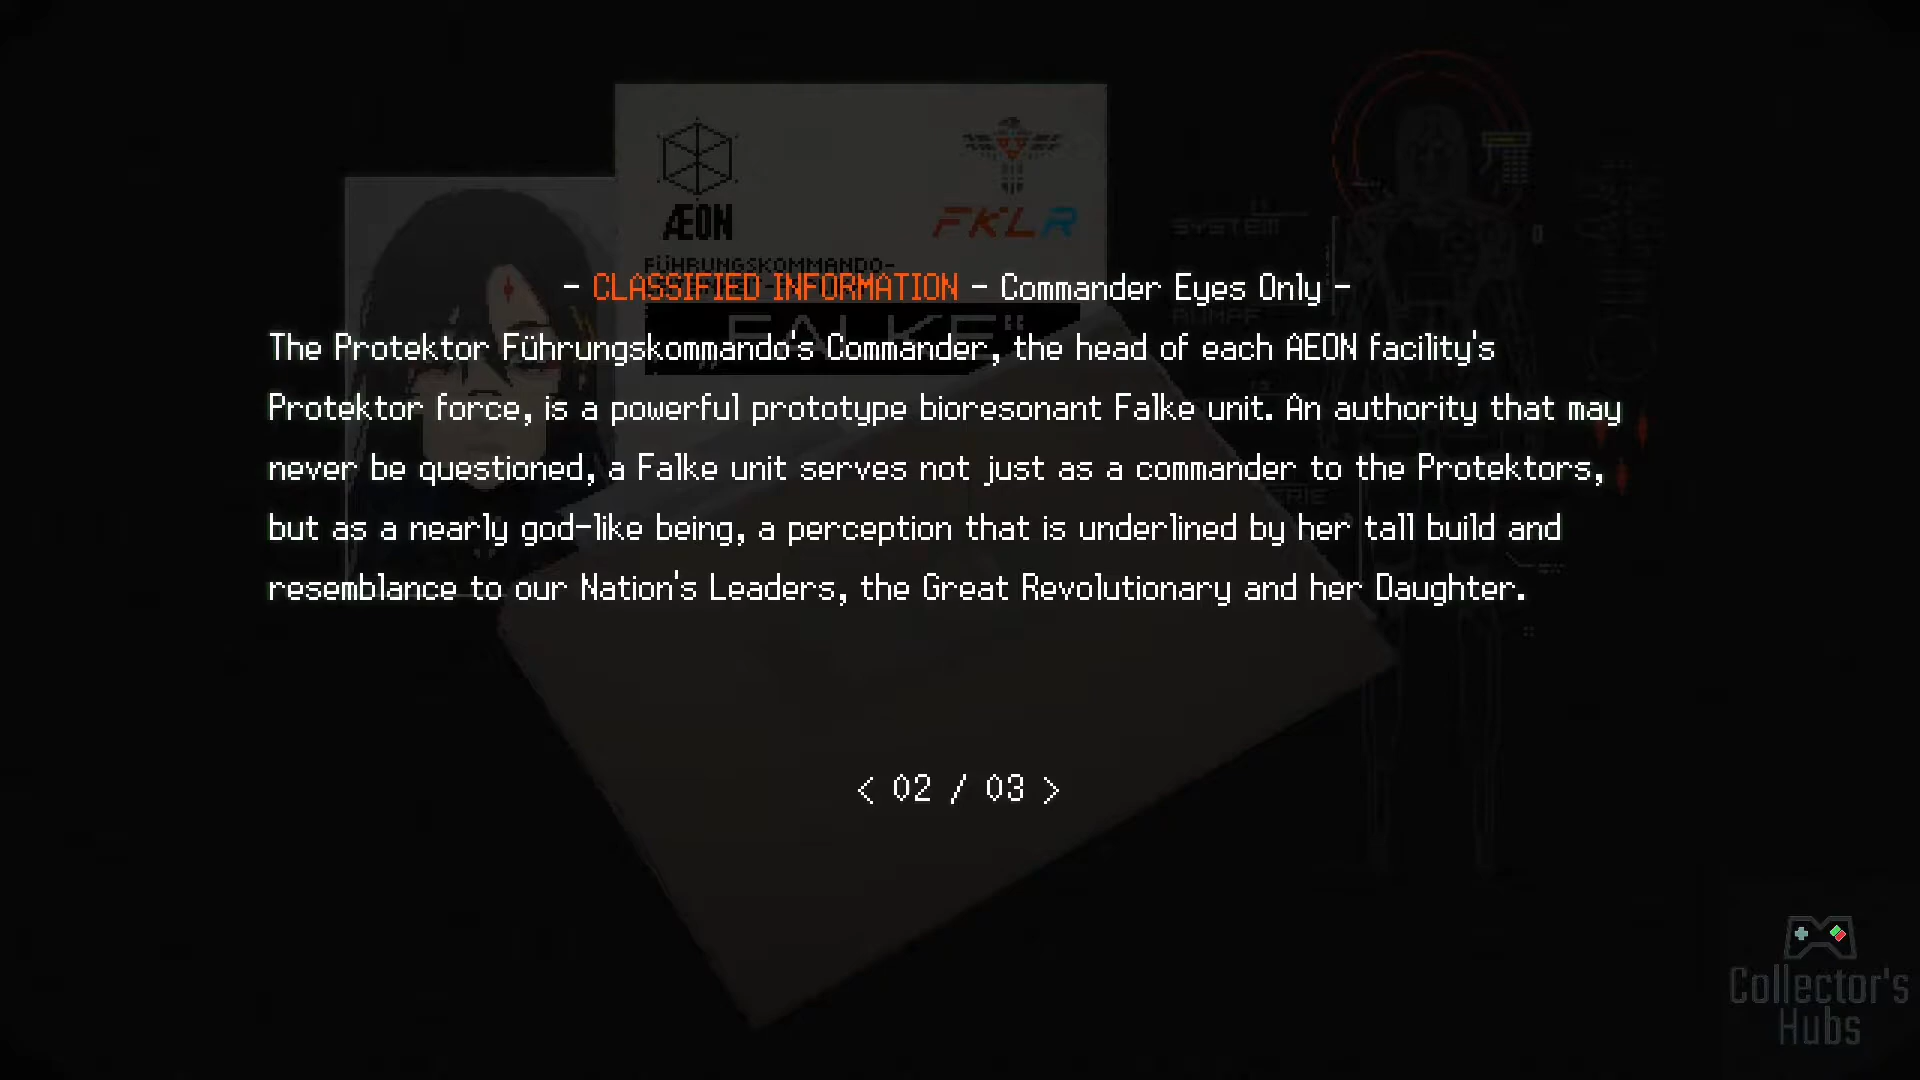 ÆON
FKLR
FÜHRUNGSKOMMANDO-
- CLASSIFIED INFORMATION - Commander Eyes Only -
„FALKE“
The Protektor Führungskommando's Commander, the head of each AEON facility's
Protektor force, is a powerful prototype bioresonant Falke unit. An authority that may
never be questioned, a Falke unit serves not just as a commander to the Protektors,
but as a nearly god-like being, a perception that is underlined by her tall build and
resemblance to our Nation's Leaders, the Great Revolutionary and her Daughter.
SYSTEM
RUMPF
< 02 / 03 >
Collector's
Hubs